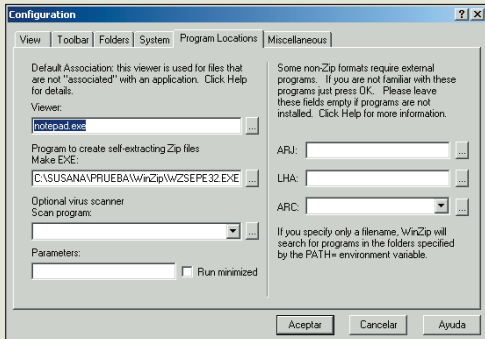 Configuration
View Toolbar Folders System Program Locations Miscellaneous
Default Association: this viewer is used for files that
are not "associated" with an application. Click Help
for details.
Viewer:
notepad.exe
...
Program to create self-extracting Zip files
Make EXE:
C:\SUSANA\PRUEBA\WinZip\WZSEPE32.EXE
...
Optional virus scanner
Scan program:
...
Parameters:
Run minimized
Some non-Zip formats require external
programs. If you are not familiar with these
programs just press OK. Please leave
these fields empty if programs are not
installed. Click Help for more information.
ARJ:
...
LHA:
...
ARC:
...
If you specify only a filename, WinZip will
search for programs in the folders specified
by the PATH= environment variable.
Aceptar Cancelar Ayuda